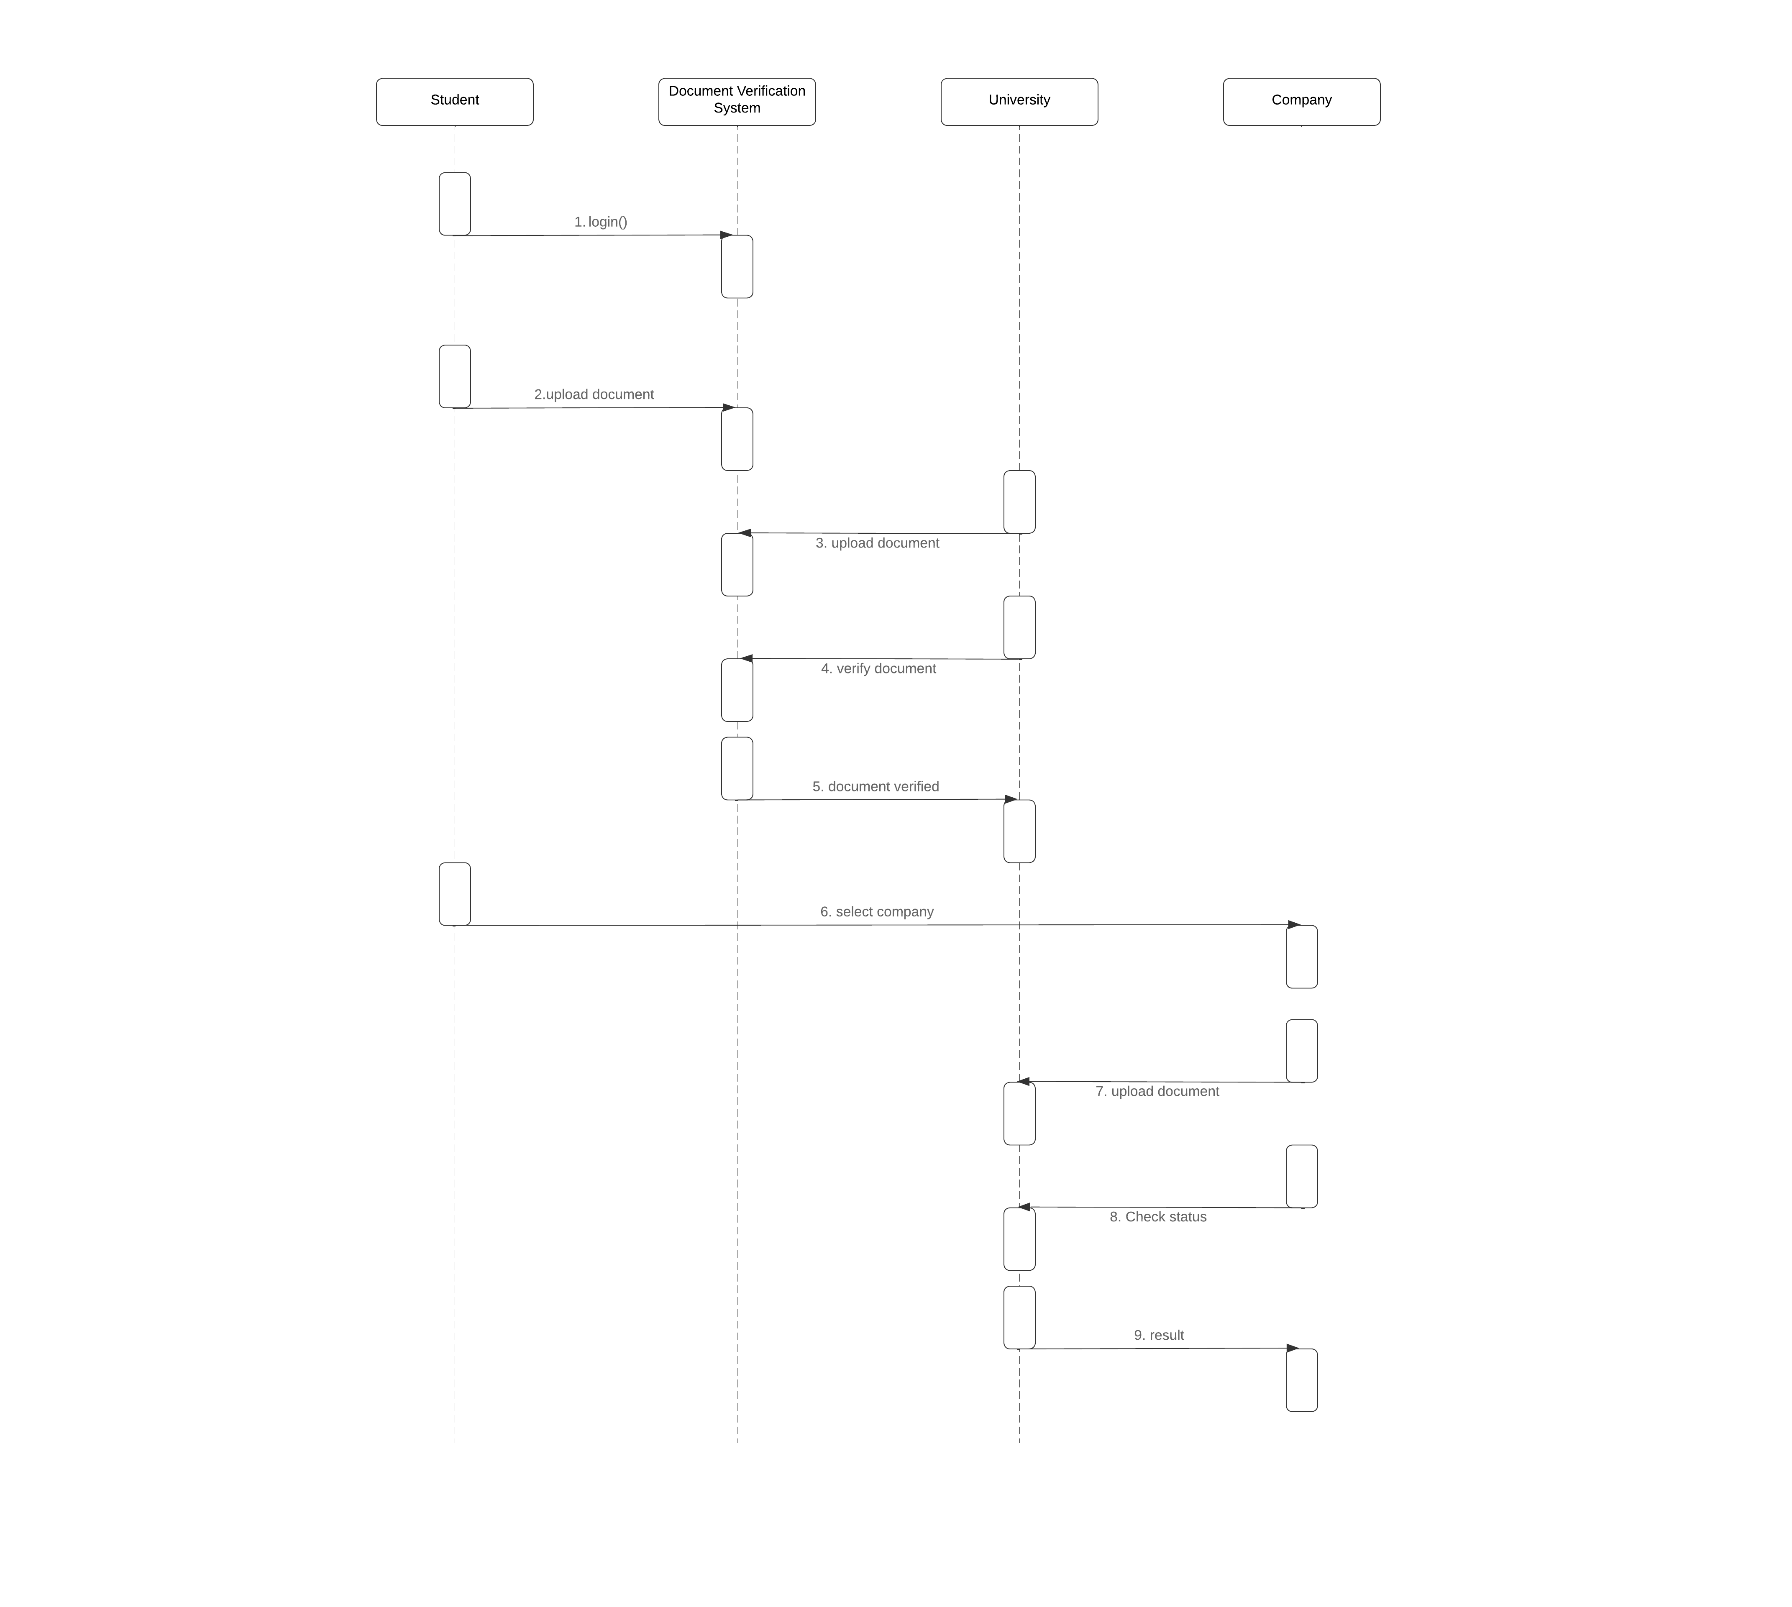 Student
Document Verification
System
University
Company
1. login()
2.upload document
3. upload document
4. verify document
5. document verified
6. select company
7. upload document
8. Check status
9. result